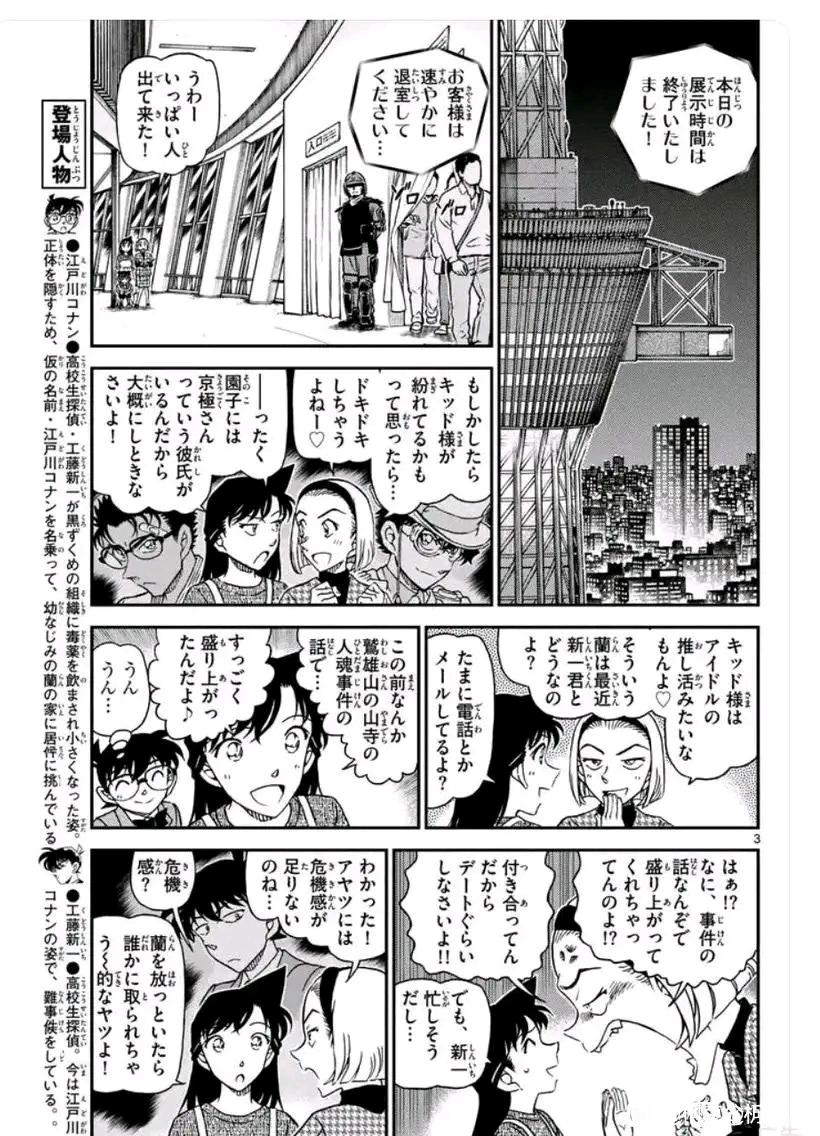 本日の
展示時間は
終了いたし
ました！
お客様は
速やかに
退室して
ください…
うわー
いっぱい人
出て来た！
入口
もしかしたら
キッド様が
紛れてるかも
って思ったら…
ドキドキ
しちゃう
よねー♡
――ったく
園子には
京極さん
っていう彼氏が
いるんだから
大概にしときな
さいよ！
キッド様は
アイドルの
推し活みたいな
もんよ♡
そういう
蘭は最近
新一君と
どうなの
よ？
たまに電話とか
メールしてるよ？
この前なんか
鷲雄山の山寺の
人魂事件の
話で…
すっごく
盛り上がっ
たんだよ♪
うん
うん…
3
はぁ!?
なに、事件の
話なんぞで
盛り上がって
くれちゃっ
てんのよ!?
付き合ってん
だから
デートぐらい
しなさいよ！
でも、新一
忙しそう
だし…
わかった！
アヤツには
危機感が
足りない
のね…
危機
感？
蘭を放っといたら
誰かに取られちゃ
う〜的なヤツよ！
登場人物
●江戸川コナン●高校生探偵・工藤新一が黒ずくめの組織に毒薬を飲まされ小さくなった姿。
正体を隠すため、仮の名前・江戸川コナンを名乗って、幼なじみの蘭の家に居候に挑んでいる
●工藤新一●高校生探偵。今は江戸川
コナンの姿で、難事件をしている。。